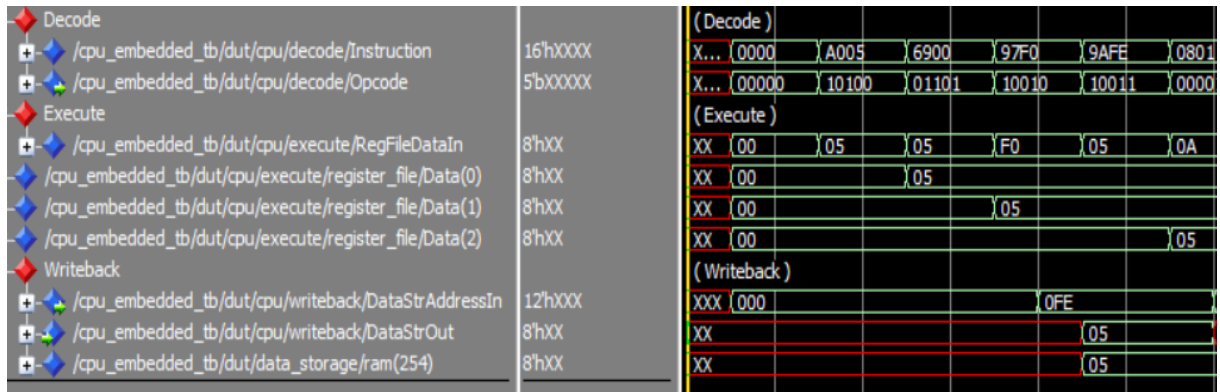 Decode (Decode)
/cpu_embedded_tb/dut/cpu/decode/Instruction 16'hXXXX X... 0000 A005 6900 97F0 9AFE 0801
/cpu_embedded_tb/dut/cpu/decode/Opcode 5'bXXXXX X... 00000 10100 01101 10010 10011 0000
Execute (Execute)
/cpu_embedded_tb/dut/cpu/execute/RegFileDataIn 8'hXX XX 00 05 05 F0 05 0A
/cpu_embedded_tb/dut/cpu/execute/register_file/Data(0) 8'hXX XX 00 05
/cpu_embedded_tb/dut/cpu/execute/register_file/Data(1) 8'hXX XX 00 05
/cpu_embedded_tb/dut/cpu/execute/register_file/Data(2) 8'hXX XX 00 05
Writeback (Writeback)
/cpu_embedded_tb/dut/cpu/writeback/DataStrAddressIn 12'hXXX XXX 000 0FE
/cpu_embedded_tb/dut/cpu/writeback/DataStrOut 8'hXX XX 05
/cpu_embedded_tb/dut/data_storage/ram(254) 8'hXX XX 05